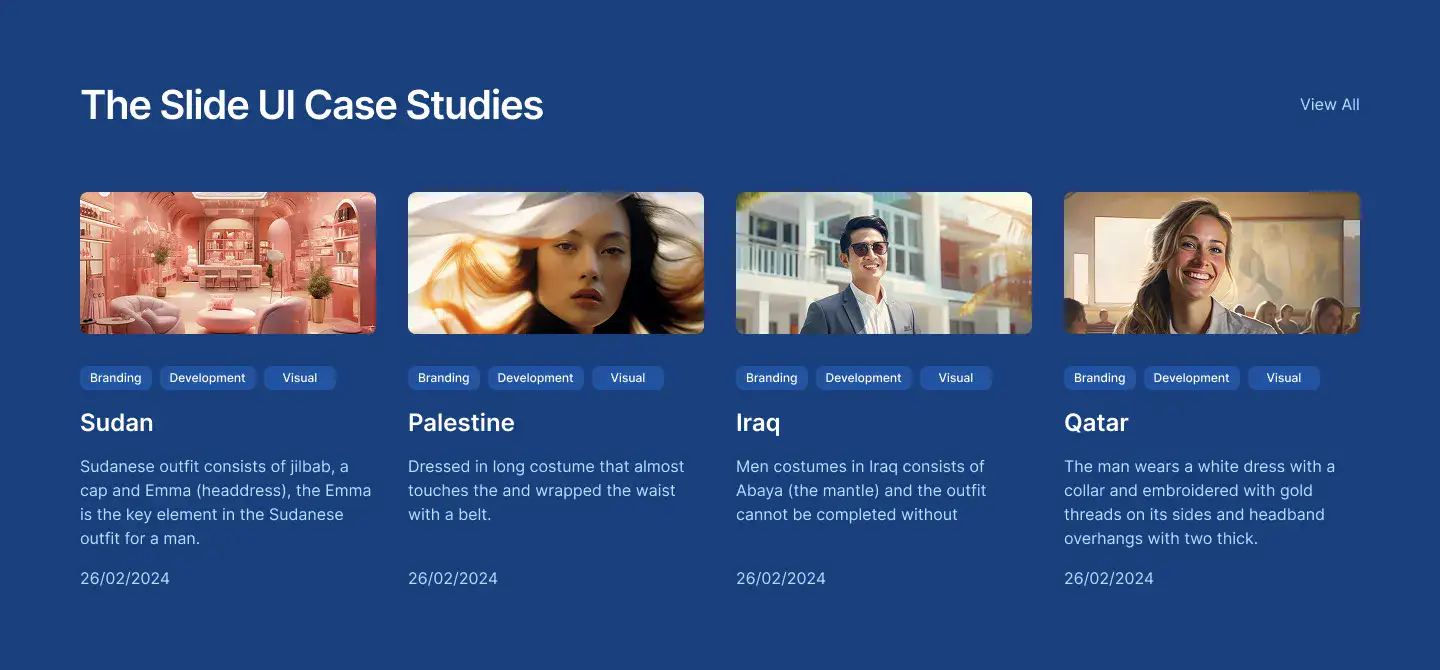 The Slide UI Case Studies
View All
Branding
Development
Visual
Sudan
Sudanese outfit consists of jilbab, a
cap and Emma (headdress), the Emma
is the key element in the Sudanese
outfit for a man.
26/02/2024
Branding
Development
Visual
Palestine
Dressed in long costume that almost
touches the and wrapped the waist
with a belt.
26/02/2024
Branding
Development
Visual
Iraq
Men costumes in Iraq consists of
Abaya (the mantle) and the outfit
cannot be completed without
26/02/2024
Branding
Development
Visual
Qatar
The man wears a white dress with a
collar and embroidered with gold
threads on its sides and headband
overhangs with two thick.
26/02/2024